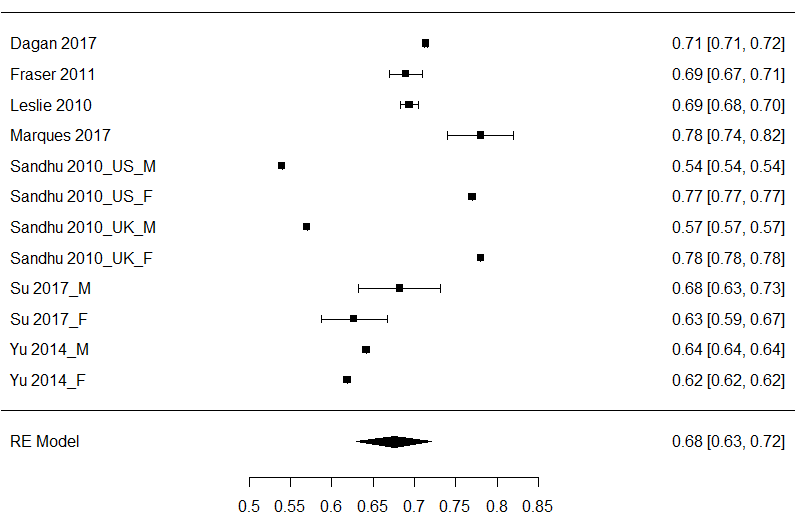 Dagan 2017 0.71 [0.71, 0.72]
Fraser 2011 0.69 [0.67, 0.71]
Leslie 2010 0.69 [0.68, 0.70]
Marques 2017 0.78 [0.74, 0.82]
Sandhu 2010_US_M 0.54 [0.54, 0.54]
Sandhu 2010_US_F 0.77 [0.77, 0.77]
Sandhu 2010_UK_M 0.57 [0.57, 0.57]
Sandhu 2010_UK_F 0.78 [0.78, 0.78]
Su 2017_M 0.68 [0.63, 0.73]
Su 2017_F 0.63 [0.59, 0.67]
Yu 2014_M 0.64 [0.64, 0.64]
Yu 2014_F 0.62 [0.62, 0.62]
RE Model 0.68 [0.63, 0.72]
0.5 0.55 0.6 0.65 0.7 0.75 0.8 0.85